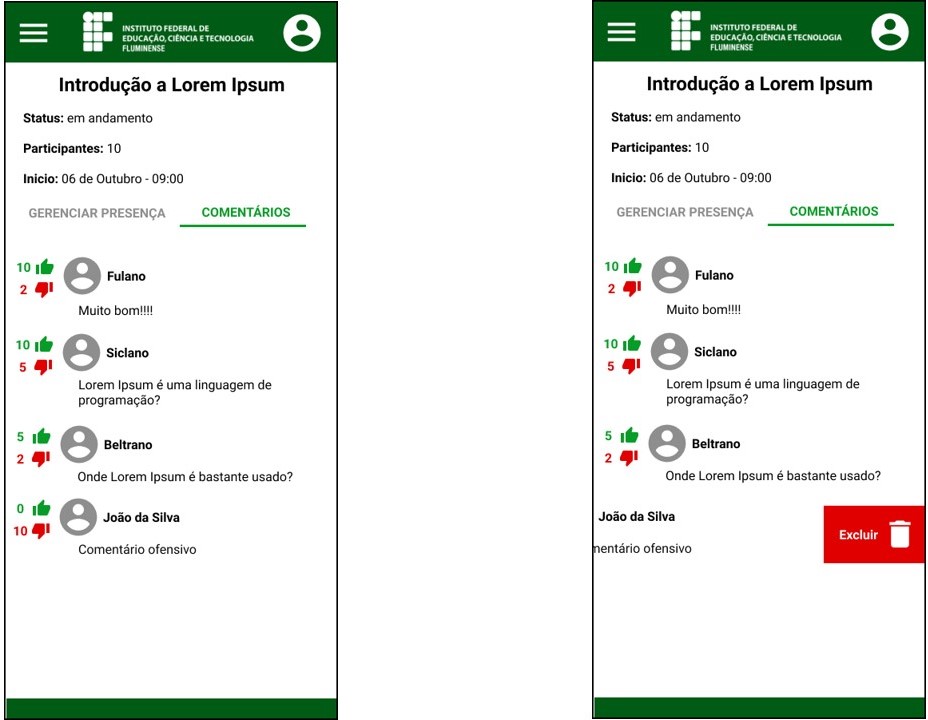 INSTITUTO FEDERAL DE
EDUCAÇÃO, CIÊNCIA E TECNOLOGIA
FLUMINENSE
Introdução a Lorem Ipsum
Status: em andamento
Participantes: 10
Inicio: 06 de Outubro - 09:00
GERENCIAR PRESENÇA COMENTÁRIOS
10 Fulano
2
Muito bom!!!!
10 Siclano
5
Lorem Ipsum é uma linguagem de
programação?
5 Beltrano
2
Onde Lorem Ipsum é bastante usado?
0 João da Silva
10
Comentário ofensivo
INSTITUTO FEDERAL DE
EDUCAÇÃO, CIÊNCIA E TECNOLOGIA
FLUMINENSE
Introdução a Lorem Ipsum
Status: em andamento
Participantes: 10
Inicio: 06 de Outubro - 09:00
GERENCIAR PRESENÇA COMENTÁRIOS
10 Fulano
2
Muito bom!!!!
10 Siclano
5
Lorem Ipsum é uma linguagem de
programação?
5 Beltrano
2
Onde Lorem Ipsum é bastante usado?
João da Silva
Excluir
mentário ofensivo